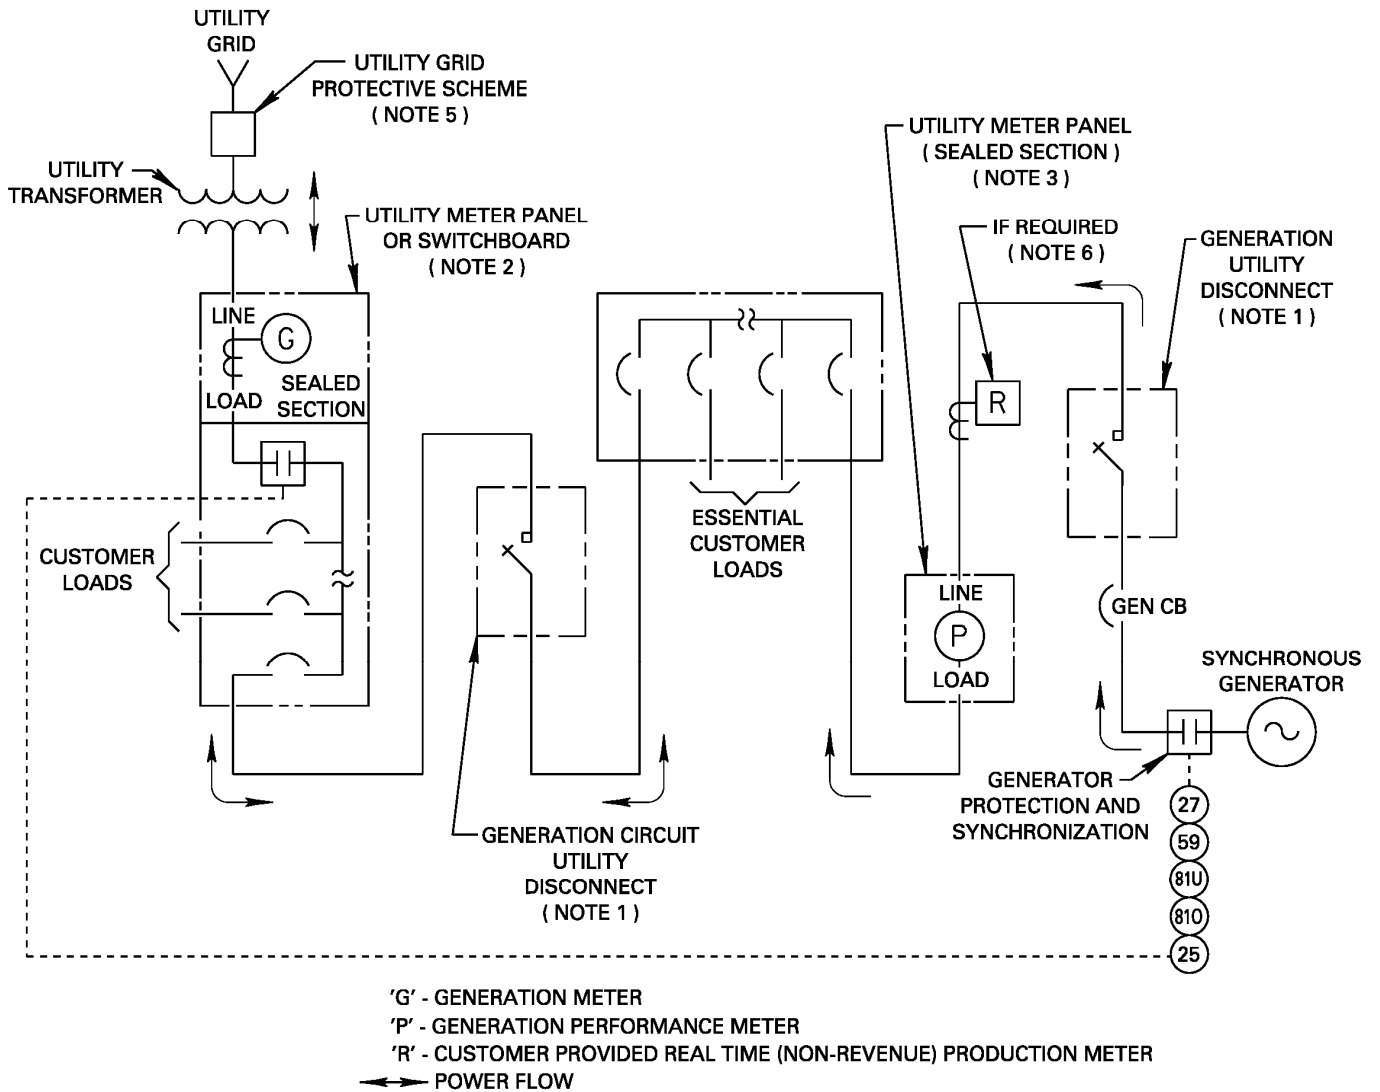 UTILITY
GRID
UTILITY GRID
PROTECTIVE SCHEME
( NOTE 5 )
UTILITY
TRANSFORMER
UTILITY METER PANEL
OR SWITCHBOARD
( NOTE 2 )
LINE
G
LOAD
SEALED
SECTION
CUSTOMER
LOADS
GENERATION CIRCUIT
UTILITY
DISCONNECT
( NOTE 1 )
ESSENTIAL
CUSTOMER
LOADS
UTILITY METER PANEL
( SEALED SECTION )
( NOTE 3 )
IF REQUIRED
( NOTE 6 )
R
LINE
P
LOAD
GENERATION
UTILITY
DISCONNECT
( NOTE 1 )
GEN CB
SYNCHRONOUS
GENERATOR
GENERATOR
PROTECTION AND
SYNCHRONIZATION
27
59
81U
81O
25
'G' - GENERATION METER
'P' - GENERATION PERFORMANCE METER
'R' - CUSTOMER PROVIDED REAL TIME (NON-REVENUE) PRODUCTION METER
POWER FLOW